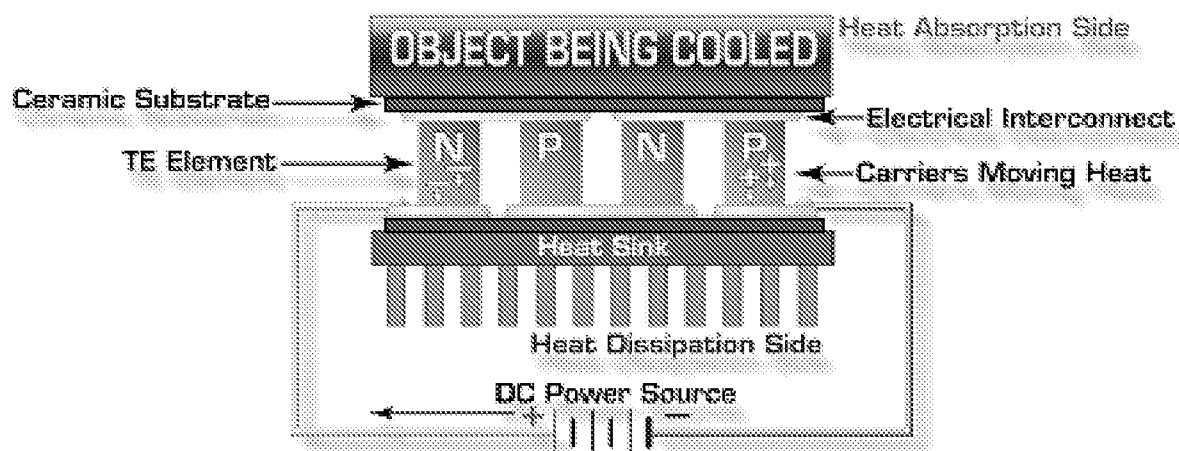 OBJECT BEING COOLED
Heat Absorption Side
Ceramic Substrate
Electrical Interconnect
N P N P
TE Element
Carriers Moving Heat
Heat Sink
Heat Dissipation Side
DC Power Source
+ −